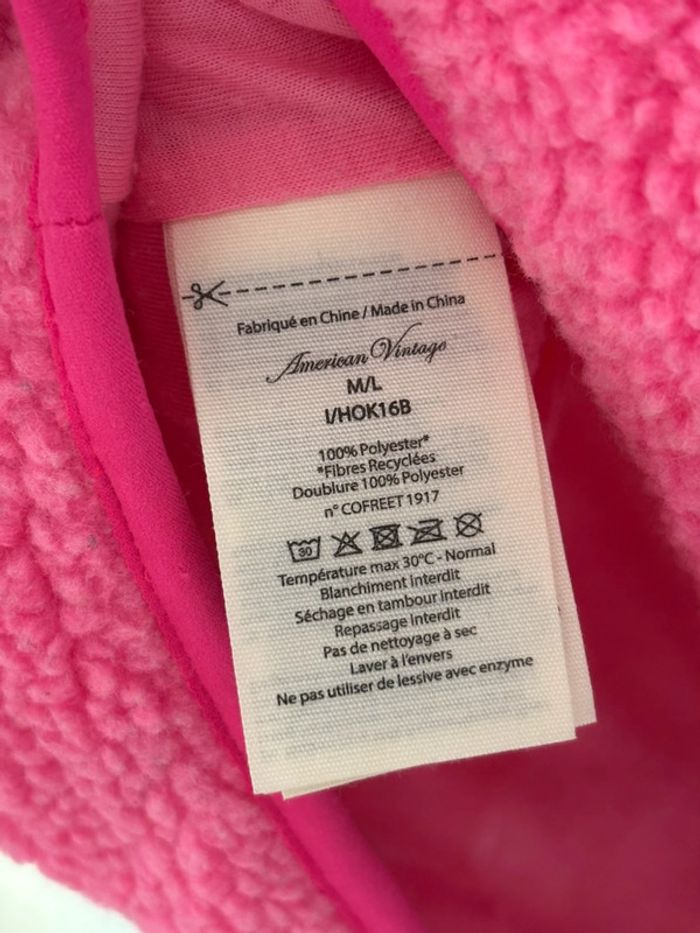 Fabriqué en Chine / Made in China
American Vintage
M/L
I/HOK16B
100% Polyester*
*Fibres Recyclées
Doublure 100% Polyester
n° COFREET 1917
30
Température max 30°C - Normal
Blanchiment interdit
Séchage en tambour interdit
Repassage interdit
Pas de nettoyage à sec
Laver à l'envers
Ne pas utiliser de lessive avec enzyme